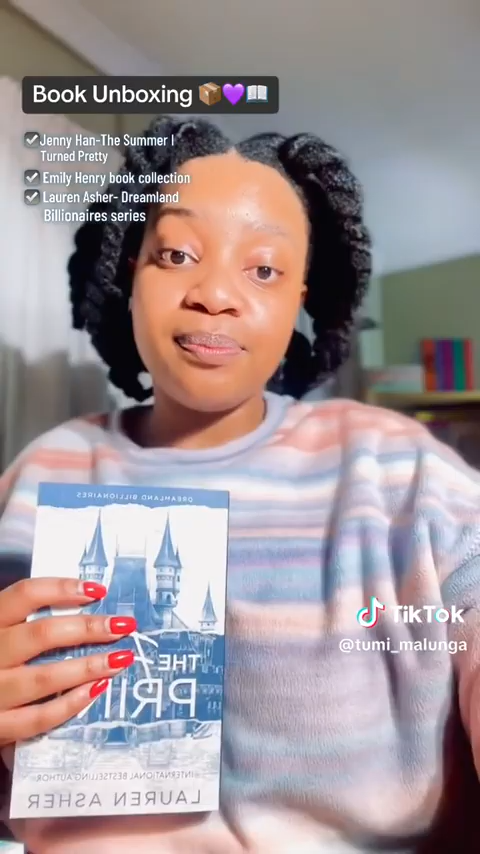 Book Unboxing 📦💜📖
☑Jenny Han-The Summer I
Turned Pretty
☑ Emily Henry book collection
☑ Lauren Asher- Dreamland
Billionaires series
DREAMLAND BILLIONAIRES
THE
INTERNATIONAL BESTSELLING AUTHOR
LAUREN ASHER
TikTok
@tumi_malunga